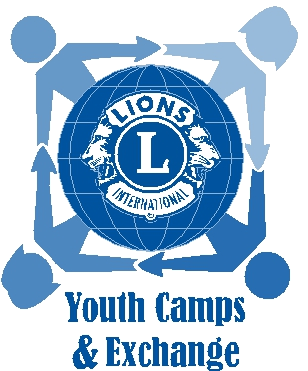 LIONS
L
INTERNATIONAL
®
Youth Camps
& Exchange